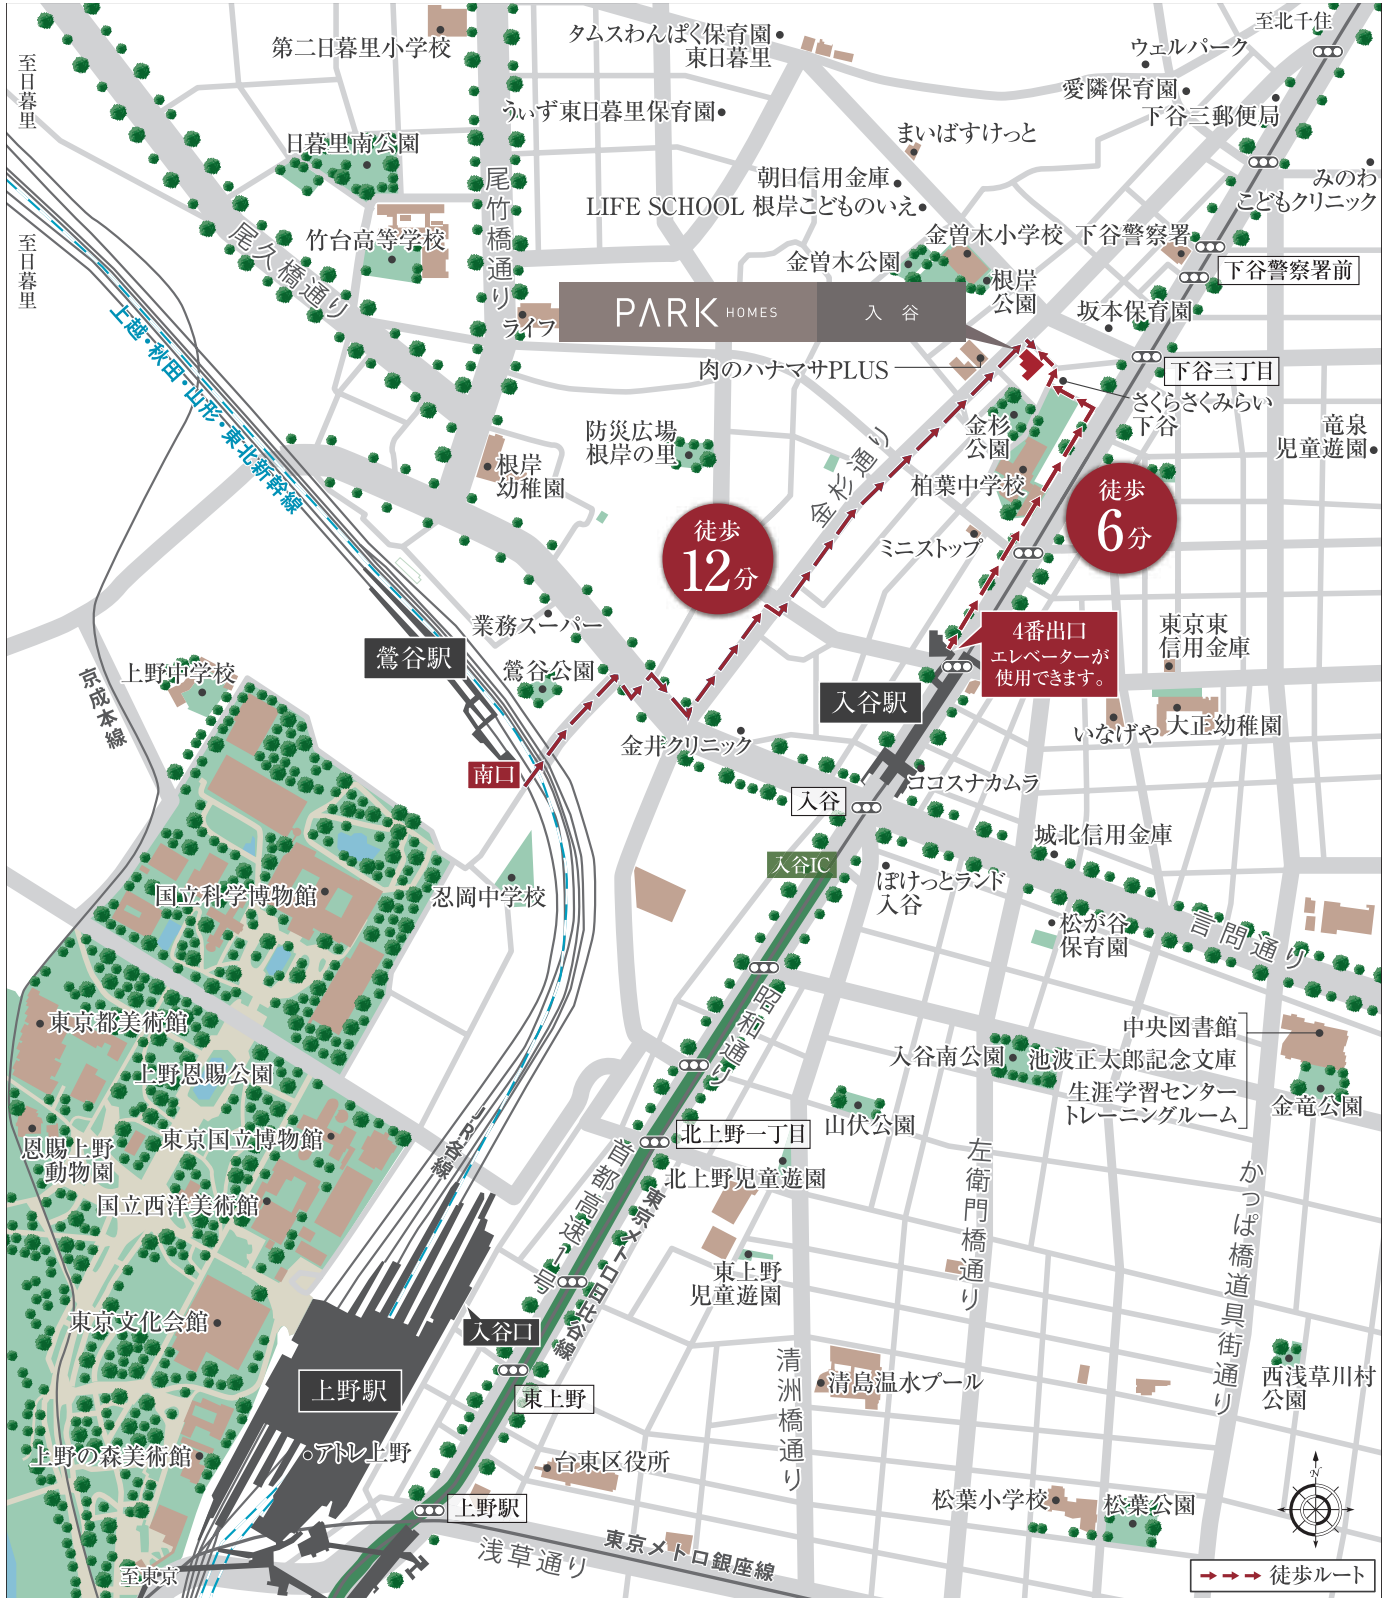 至北千住
第二日暮里小学校
タムスわんぱく保育園
東日暮里
ウェルパーク
至日暮里
愛隣保育園
下谷三郵便局
うぃず東日暮里保育園
まいばすけっと
日暮里南公園
朝日信用金庫
みのわ
こどもクリニック
LIFE SCHOOL 根岸こどものいえ
尾竹橋通り
竹台高等学校
尾久橋通り
金曽木小学校
下谷警察署
金曽木公園
下谷警察署前
至日暮里
根岸
公園
PARK HOMES
入谷
坂本保育園
ライフ
上越・秋田・山形・東北新幹線
肉のハナマサPLUS
下谷三丁目
さくらさくみらい
下谷
金杉
公園
防災広場
根岸の里
竜泉
児童遊園
金杉通り
根岸
幼稚園
柏葉中学校
徒歩
6分
徒歩
12分
ミニストップ
業務スーパー
4番出口
エレベーターが
使用できます。
東京東
信用金庫
鶯谷駅
鶯谷公園
上野中学校
京成本線
入谷駅
いなげや
大正幼稚園
金井クリニック
南口
ココスナカムラ
入谷
城北信用金庫
入谷IC
ぽけっとランド
入谷
国立科学博物館
忍岡中学校
松が谷
保育園
言問通り
昭和通り
東京都美術館
中央図書館
池波正太郎記念文庫
生涯学習センター
トレーニングルーム
入谷南公園
上野恩賜公園
金竜公園
山伏公園
JR各線
北上野一丁目
恩賜上野
動物園
東京国立博物館
首都高速1号
北上野児童遊園
左衛門橋通り
かっぱ橋道具街通り
国立西洋美術館
東京メトロ日比谷線
東上野
児童遊園
東京文化会館
入谷口
清洲橋通り
西浅草川村
公園
上野駅
東上野
清島温水プール
上野の森美術館
アトレ上野
台東区役所
上野駅
松葉小学校
松葉公園
N
浅草通り
東京メトロ銀座線
至東京
徒歩ルート